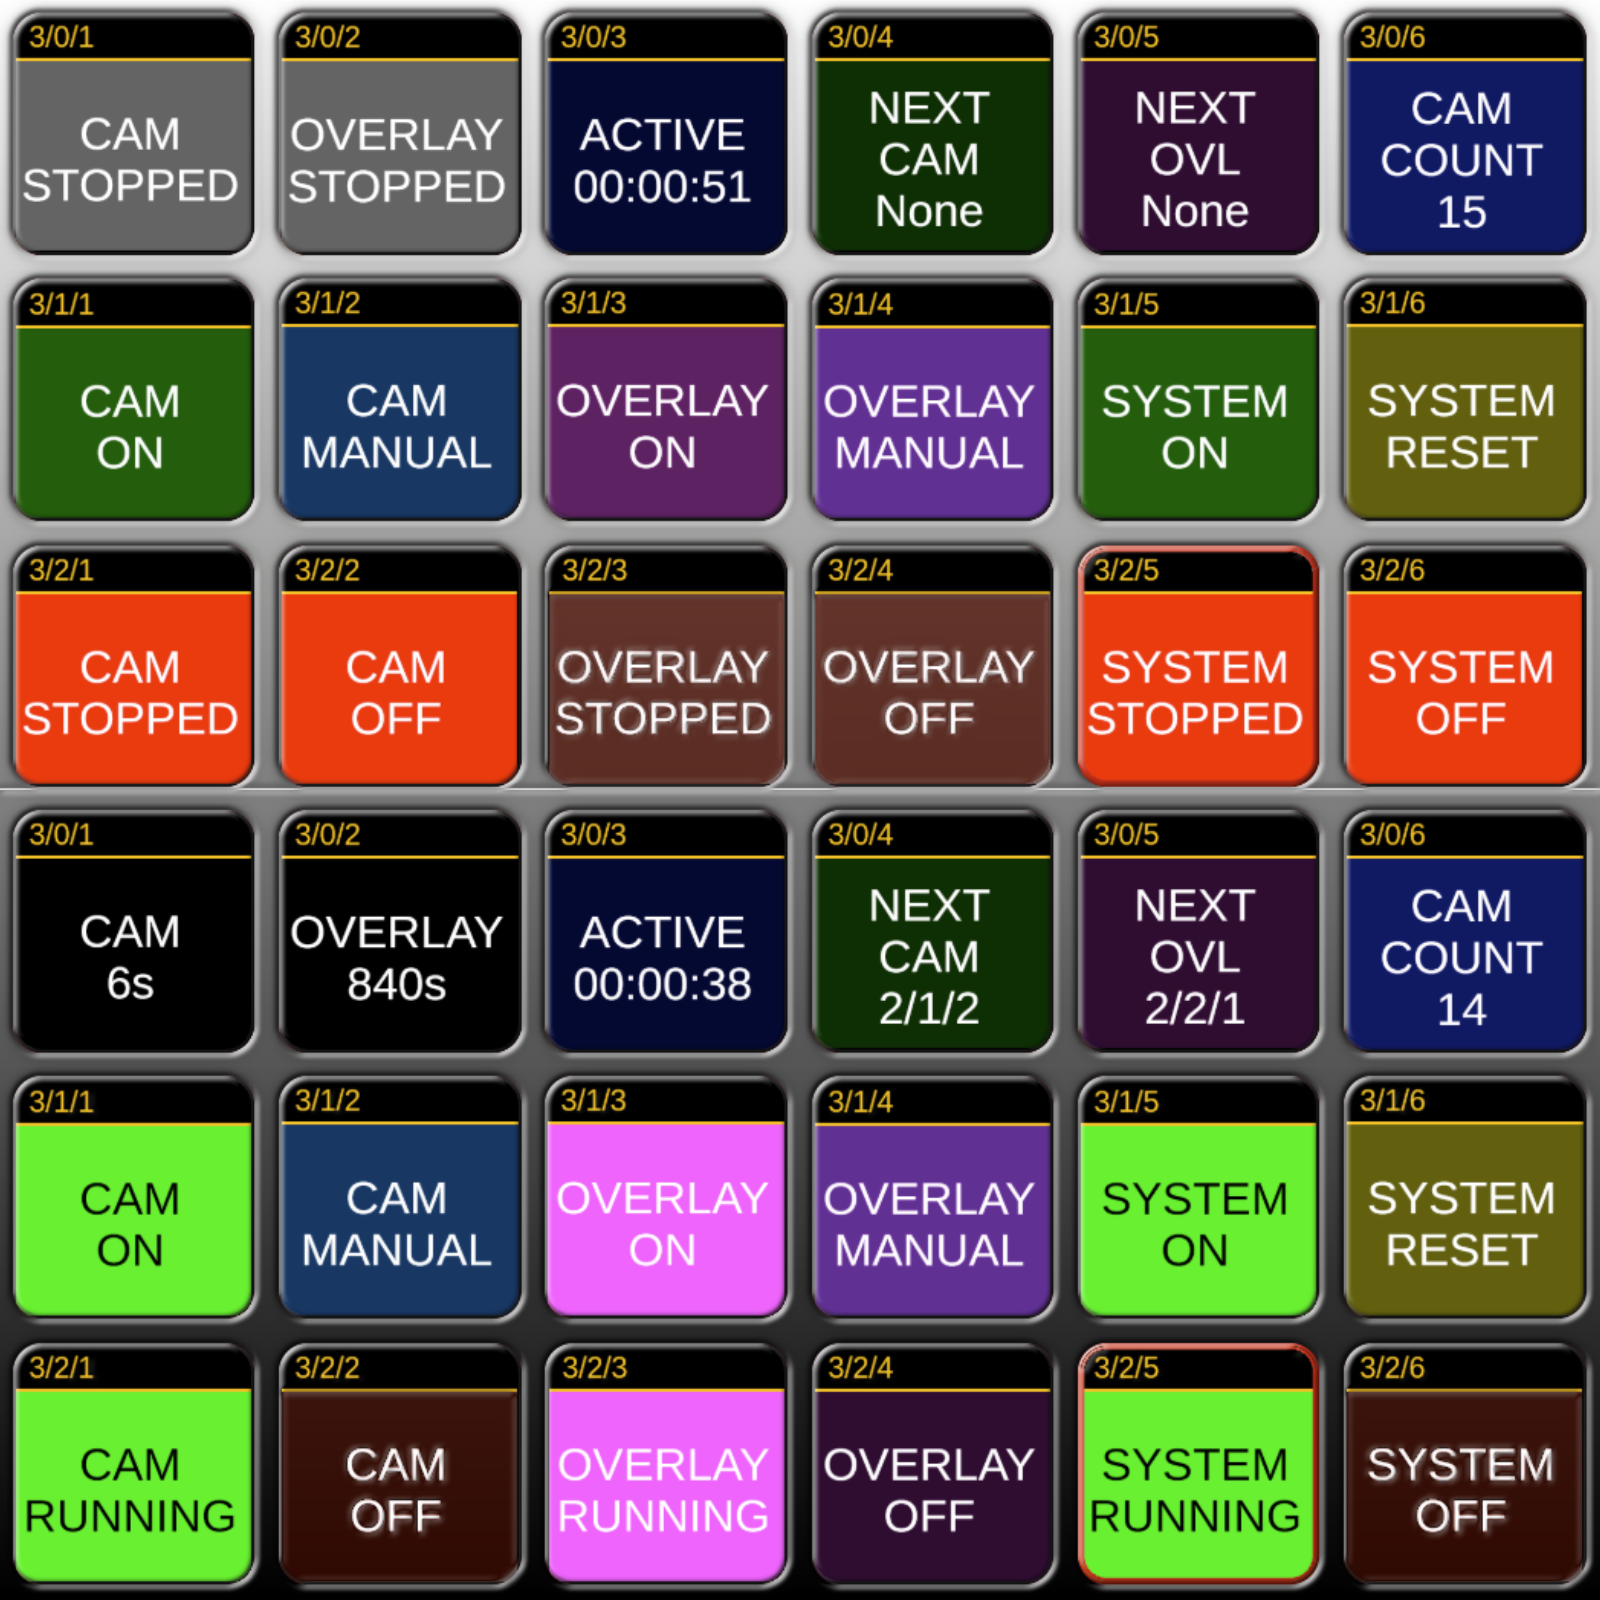 3/0/1 3/0/2 3/0/3 3/0/4 3/0/5 3/0/6
CAM
STOPPED
OVERLAY
STOPPED
ACTIVE
00:00:51
NEXT
CAM
None
NEXT
OVL
None
CAM
COUNT
15
3/1/1 3/1/2 3/1/3 3/1/4 3/1/5 3/1/6
CAM
ON
CAM
MANUAL
OVERLAY
ON
OVERLAY
MANUAL
SYSTEM
ON
SYSTEM
RESET
3/2/1 3/2/2 3/2/3 3/2/4 3/2/5 3/2/6
CAM
STOPPED
CAM
OFF
OVERLAY
STOPPED
OVERLAY
OFF
SYSTEM
STOPPED
SYSTEM
OFF
3/0/1 3/0/2 3/0/3 3/0/4 3/0/5 3/0/6
CAM
6s
OVERLAY
840s
ACTIVE
00:00:38
NEXT
CAM
2/1/2
NEXT
OVL
2/2/1
CAM
COUNT
14
3/1/1 3/1/2 3/1/3 3/1/4 3/1/5 3/1/6
CAM
ON
CAM
MANUAL
OVERLAY
ON
OVERLAY
MANUAL
SYSTEM
ON
SYSTEM
RESET
3/2/1 3/2/2 3/2/3 3/2/4 3/2/5 3/2/6
CAM
RUNNING
CAM
OFF
OVERLAY
RUNNING
OVERLAY
OFF
SYSTEM
RUNNING
SYSTEM
OFF